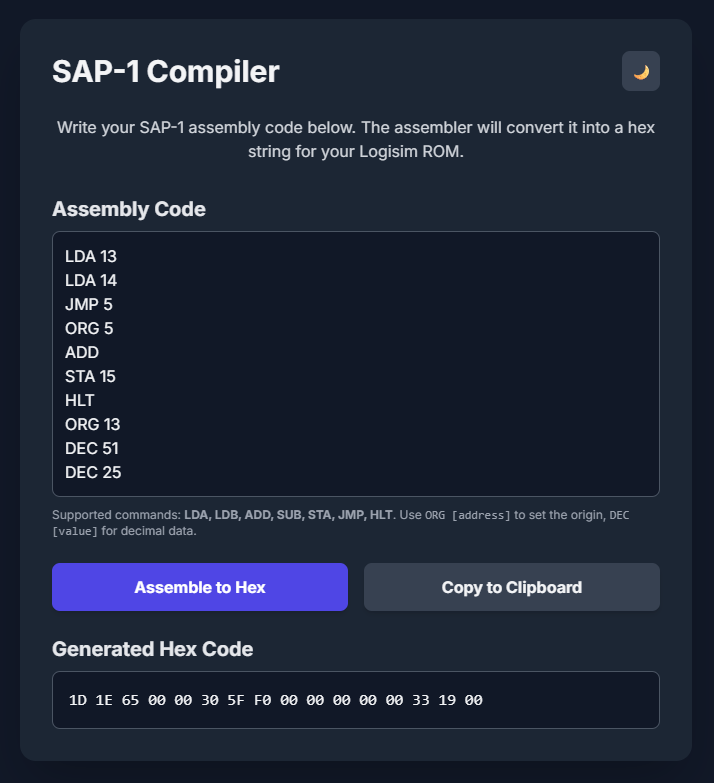 SAP-1 Compiler
Write your SAP-1 assembly code below. The assembler will convert it into a hex
string for your Logisim ROM.
Assembly Code
LDA 13
LDA 14
JMP 5
ORG 5
ADD
STA 15
HLT
ORG 13
DEC 51
DEC 25
Supported commands: LDA, LDB, ADD, SUB, STA, JMP, HLT. Use ORG [address] to set the origin, DEC
[value] for decimal data.
Assemble to Hex
Copy to Clipboard
Generated Hex Code
1D 1E 65 00 00 30 5F F0 00 00 00 00 00 33 19 00